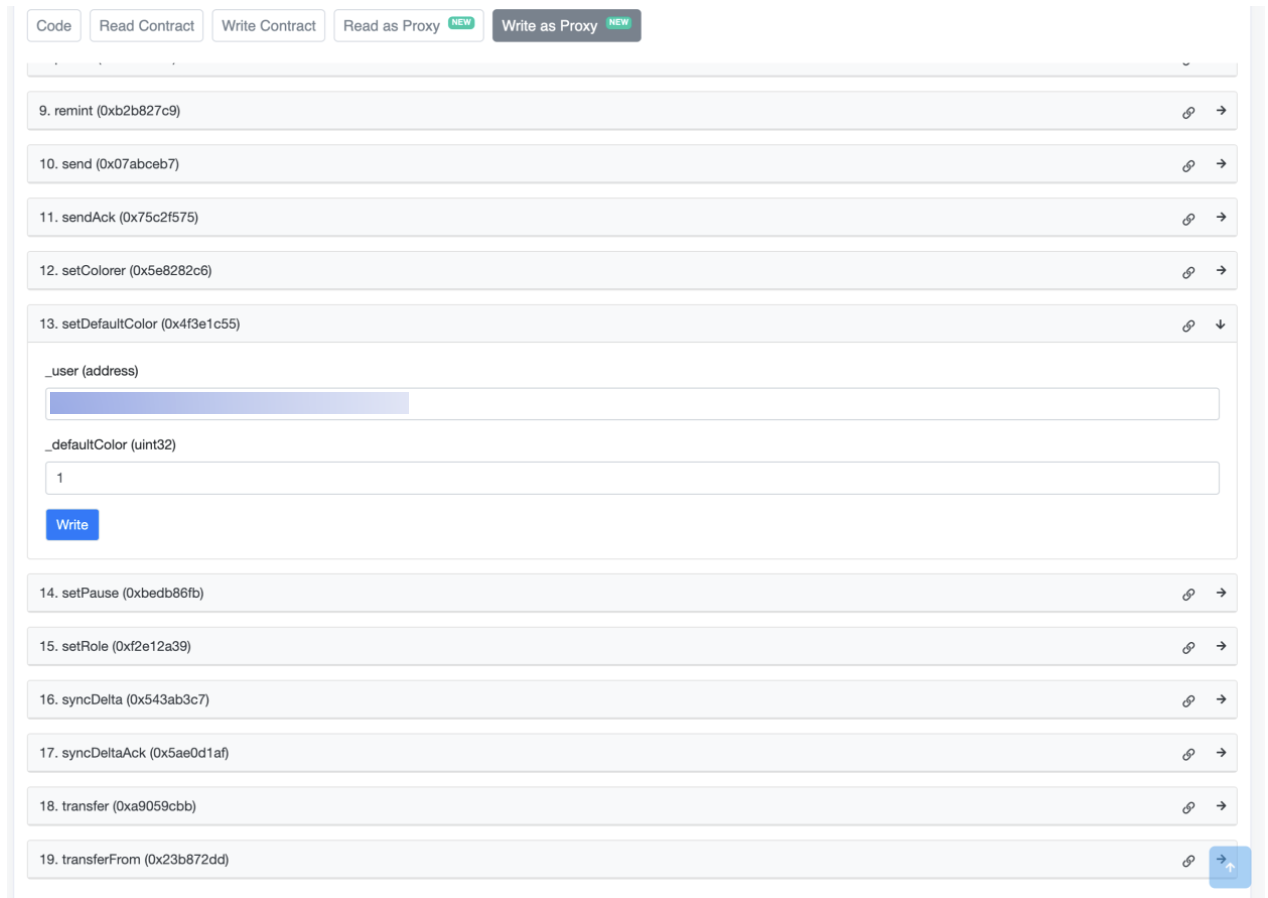 Code Read Contract Write Contract Read as Proxy NEW Write as Proxy NEW
9. remint (0xb2b827c9)
10. send (0x07abceb7)
11. sendAck (0x75c2f575)
12. setColorer (0x5e8282c6)
13. setDefaultColor (0x4f3e1c55)
_user (address)
_defaultColor (uint32)
1
Write
14. setPause (0xbedb86fb)
15. setRole (0xf2e12a39)
16. syncDelta (0x543ab3c7)
17. syncDeltaAck (0x5ae0d1af)
18. transfer (0xa9059cbb)
19. transferFrom (0x23b872dd)